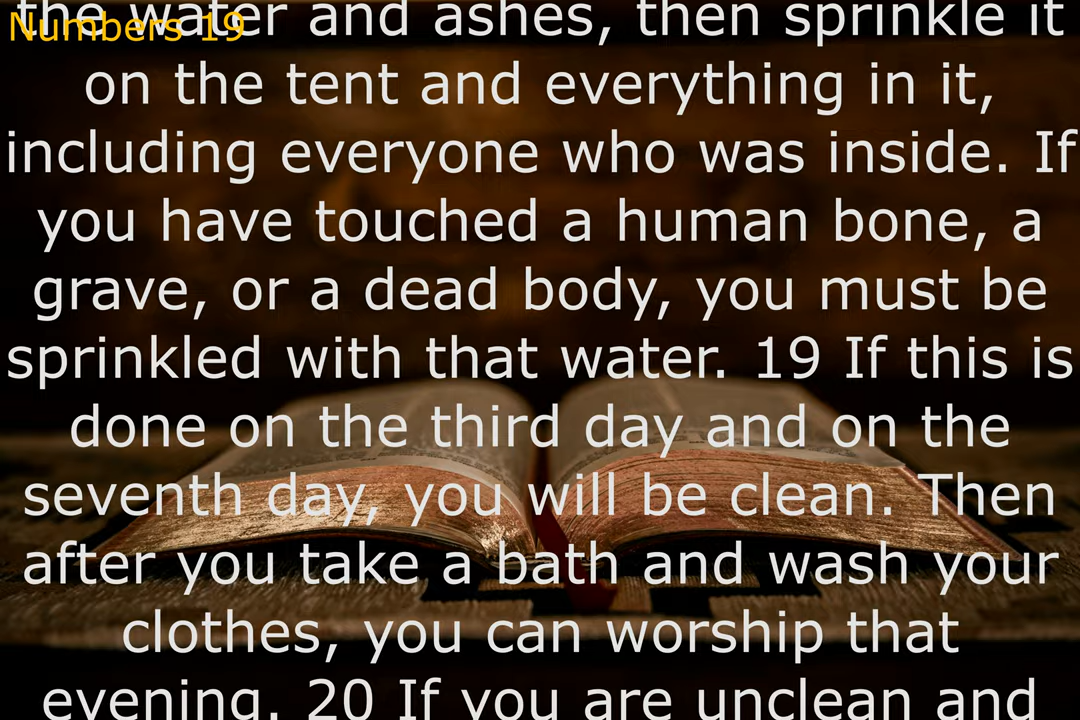 Numbers 19
the water and ashes, then sprinkle it
on the tent and everything in it,
including everyone who was inside. If
you have touched a human bone, a
grave, or a dead body, you must be
sprinkled with that water. 19 If this is
done on the third day and on the
seventh day, you will be clean. Then
after you take a bath and wash your
clothes, you can worship that
evening. 20 If you are unclean and